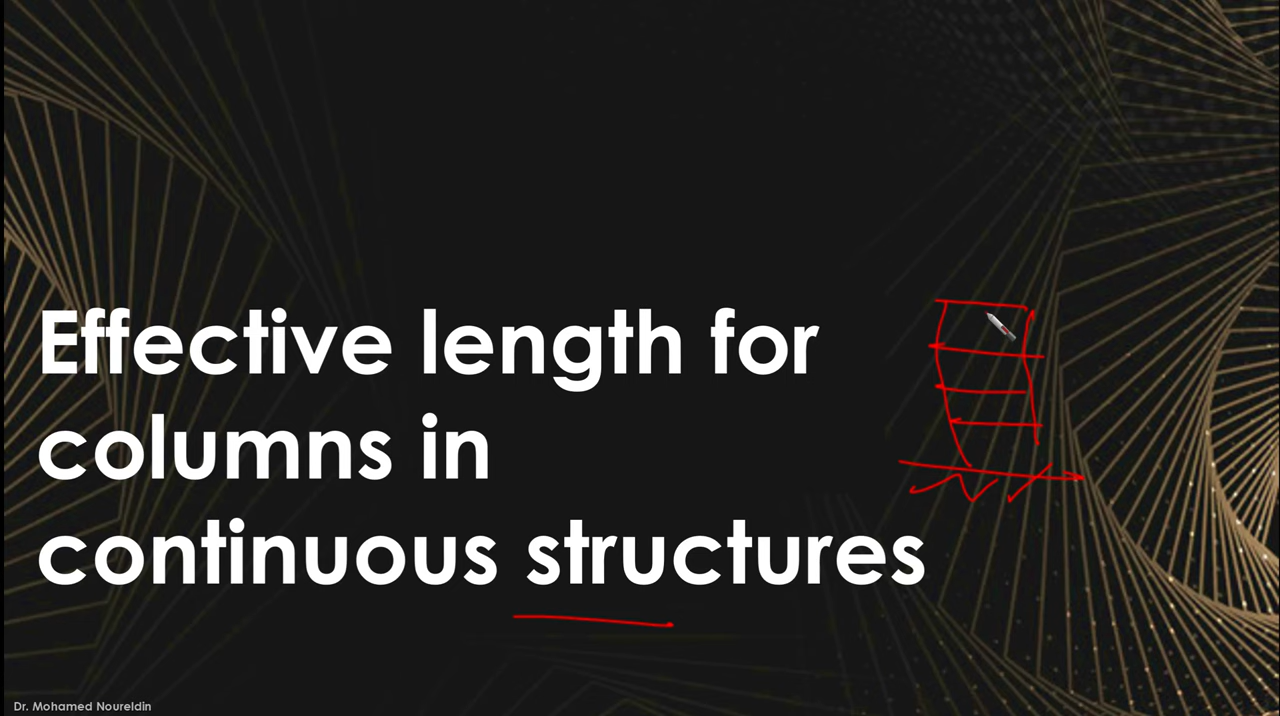 Effective length for
columns in
continuous structures
Dr. Mohamed Noureldin